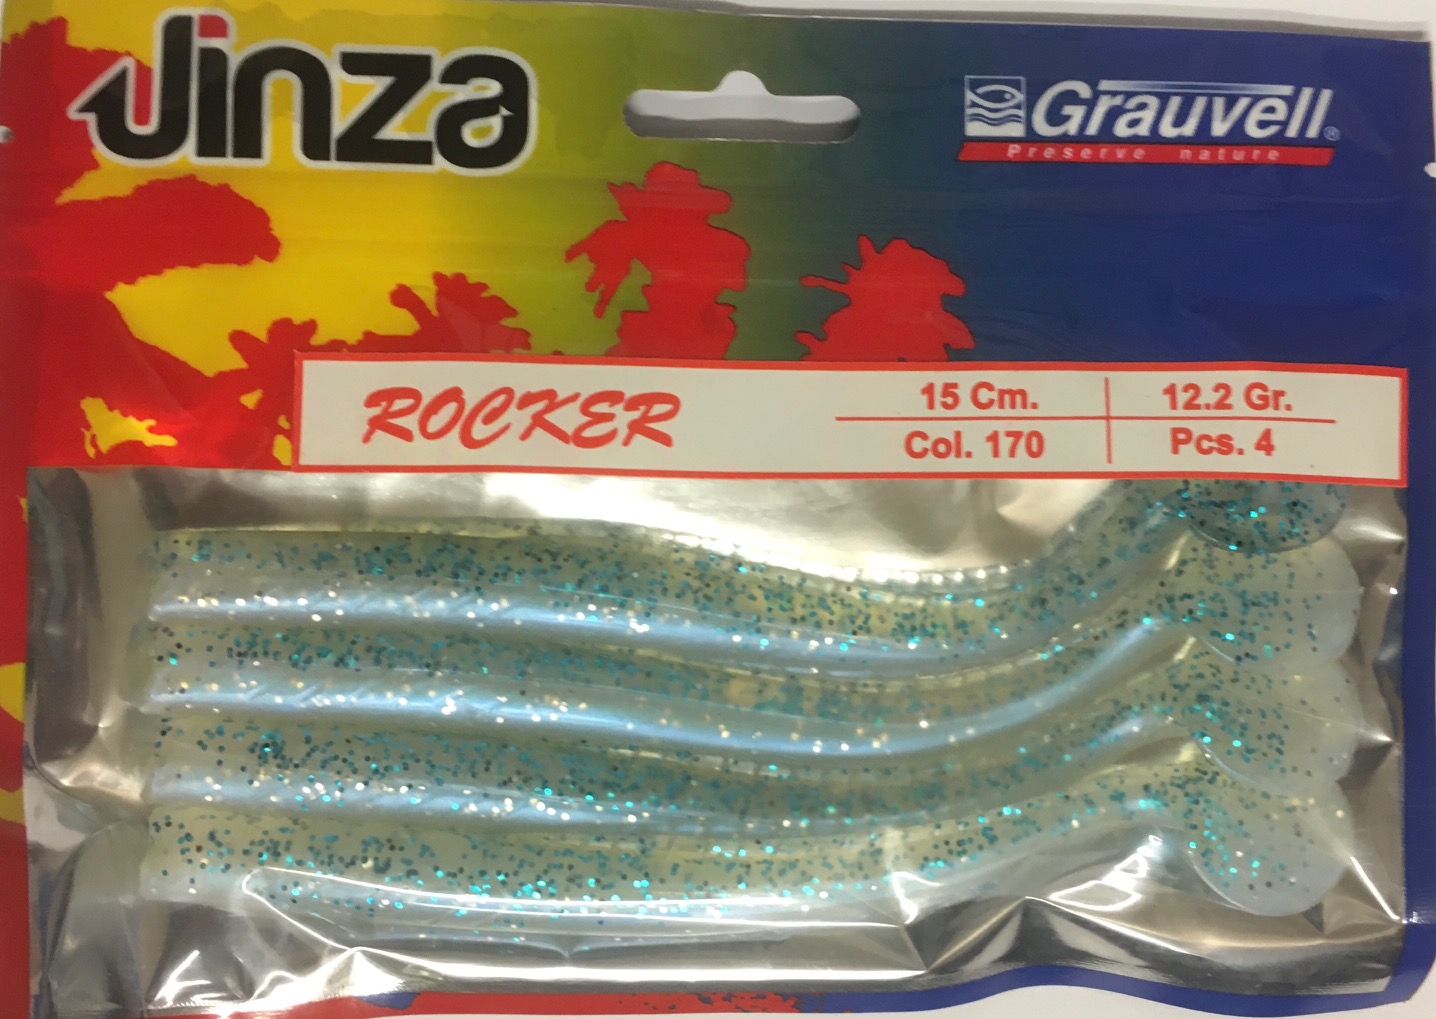 Jinza
Grauvell®
Preserve nature
ROCKER
15 Cm.
12.2 Gr.
Col. 170
Pcs. 4